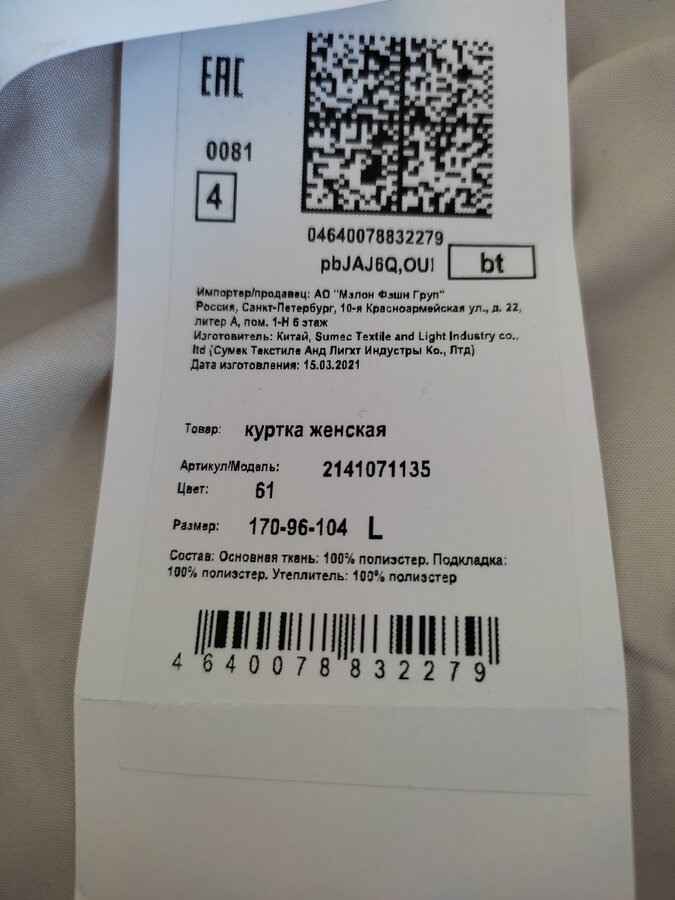 EAC
0081
4
04640078832279
pbJAJ6Q,OUI
bt
Импортер/продавец: АО "Мэлон Фэшн Груп"
Россия, Санкт-Петербург, 10-я Красноармейская ул., д. 22,
литер А, пом. 1-Н 6 этаж
Изготовитель: Китай, Sumec Textile and Light Industry co.,
ltd (Сумек Текстиле Анд Лигхт Индустры Ко., Лтд)
Дата изготовления: 15.03.2021
Товар: куртка женская
Артикул/Модель: 2141071135
Цвет: 61
Размер: 170-96-104 L
Состав: Основная ткань: 100% полиэстер. Подкладка:
100% полиэстер. Утеплитель: 100% полиэстер
4 640078 832279